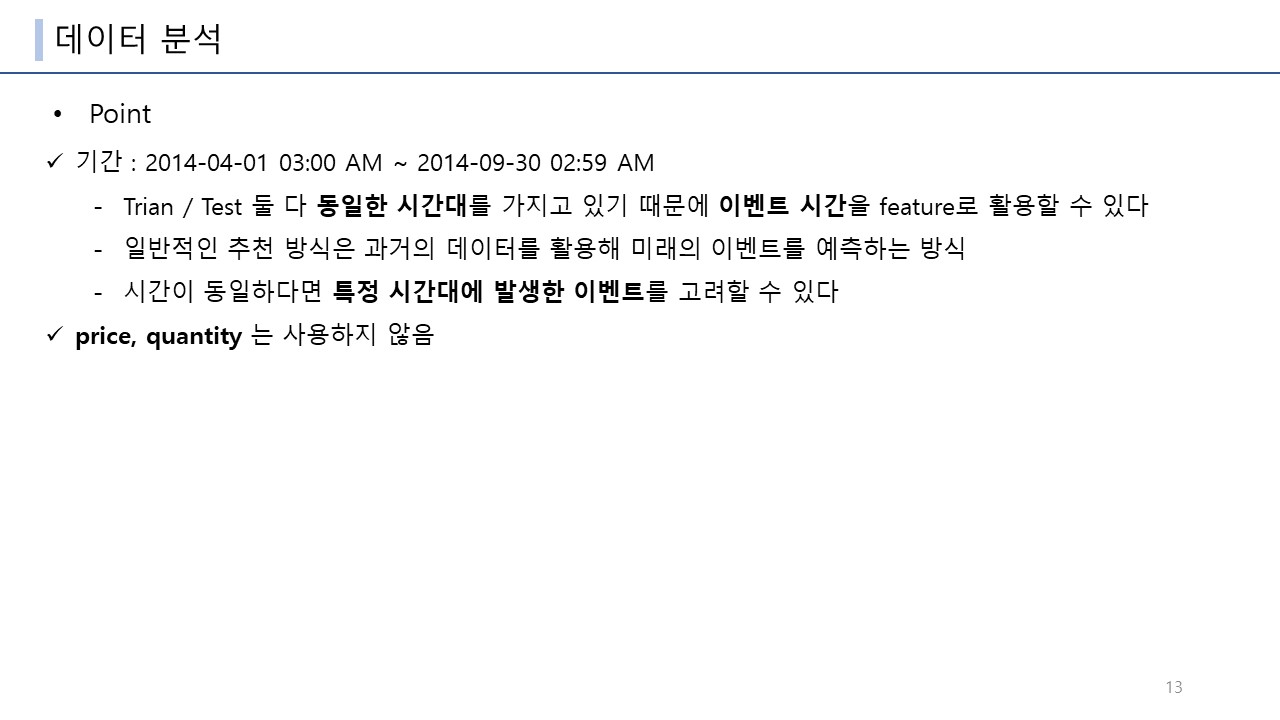 데이터 분석
• Point
✓ 기간 : 2014-04-01 03:00 AM ~ 2014-09-30 02:59 AM
- Trian / Test 둘 다 동일한 시간대를 가지고 있기 때문에 이벤트 시간을 feature로 활용할 수 있다
- 일반적인 추천 방식은 과거의 데이터를 활용해 미래의 이벤트를 예측하는 방식
- 시간이 동일하다면 특정 시간대에 발생한 이벤트를 고려할 수 있다
✓ price, quantity 는 사용하지 않음
13